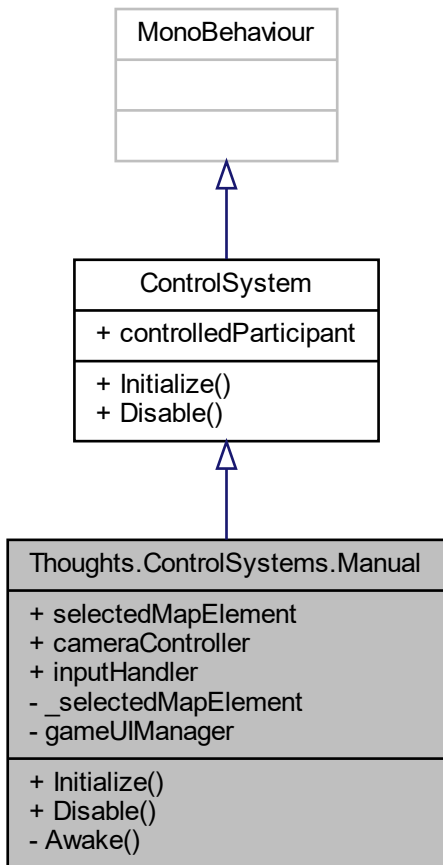 MonoBehaviour
ControlSystem
+ controlledParticipant
+ Initialize()
+ Disable()
Thoughts.ControlSystems.Manual
+ selectedMapElement
+ cameraController
+ inputHandler
- _selectedMapElement
- gameUIManager
+ Initialize()
+ Disable()
- Awake()